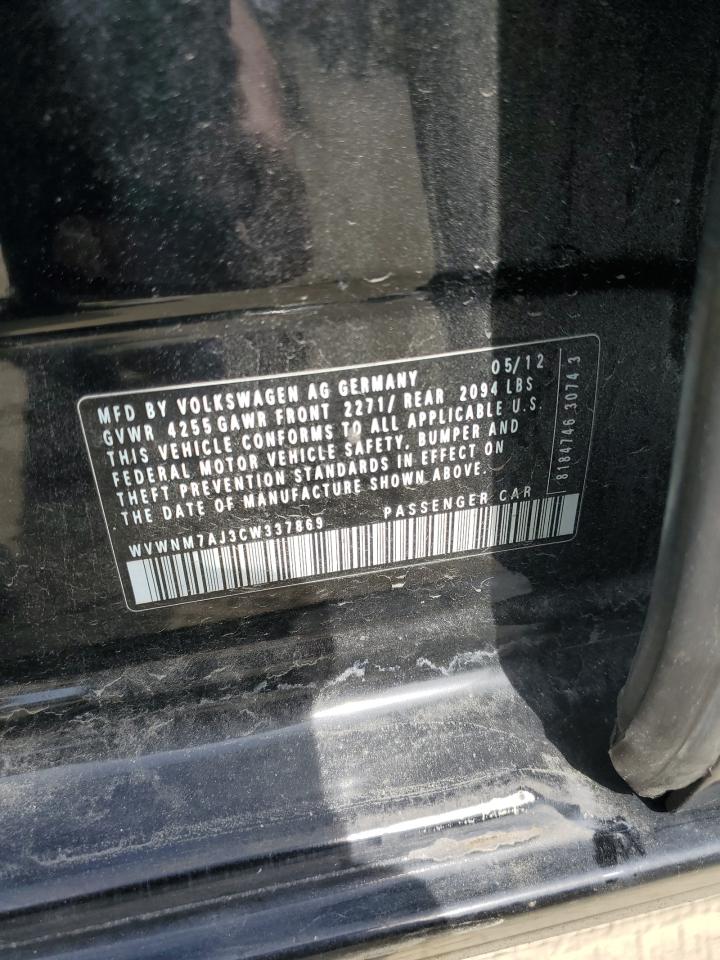 MFD BY VOLKSWAGEN AG GERMANY 05/12
GVWR 4255 GAWR FRONT 2271/ REAR 2094 LBS
THIS VEHICLE CONFORMS TO ALL APPLICABLE U.S.
FEDERAL MOTOR VEHICLE SAFETY, BUMPER AND
THEFT PREVENTION STANDARDS IN EFFECT ON
THE DATE OF MANUFACTURE SHOWN ABOVE.
WVWNM7AJ3CW337869 PASSENGER CAR
8184746 30743